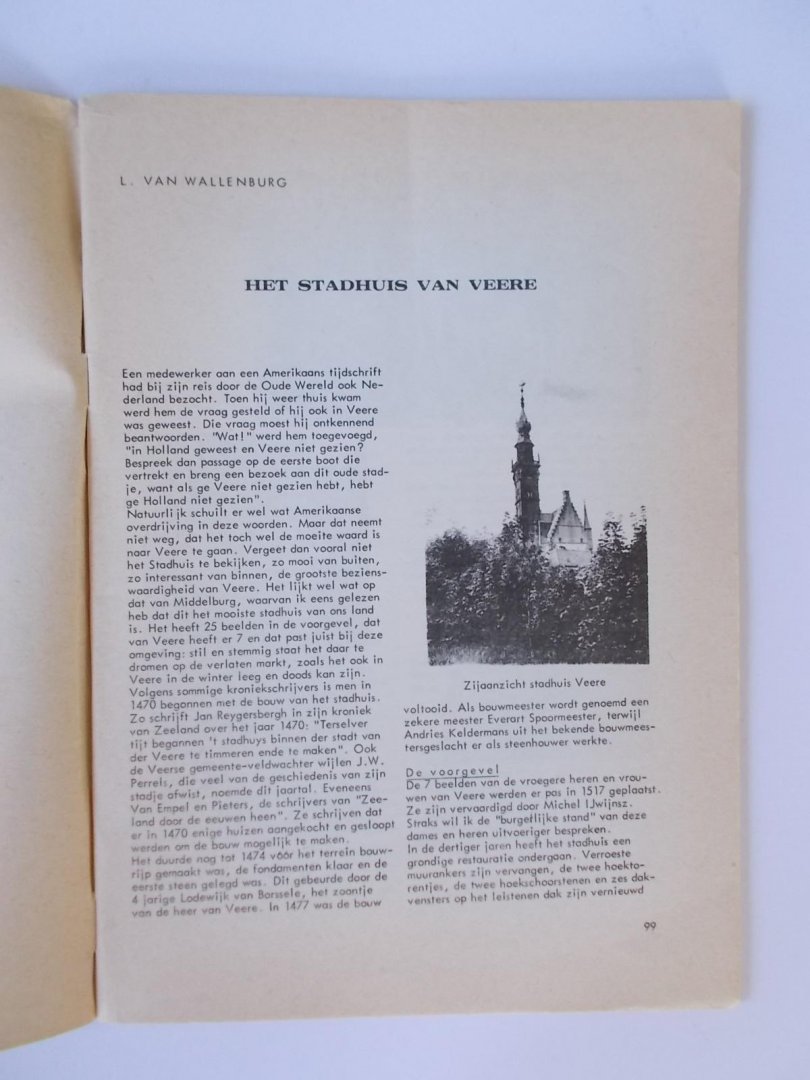 L. VAN WALLENBURG
HET STADHUIS VAN VEERE
Een medewerker aan een Amerikaans tijdschrift
had bij zijn reis door de Oude Wereld ook Ne-
derland bezocht. Toen hij weer thuis kwam
werd hem de vraag gesteld of hij ook in Veere
was geweest. Die vraag moest hij ontkennend
beantwoorden. "Wat!" werd hem toegevoegd,
"in Holland geweest en Veere niet gezien?
Bespreek dan passage op de eerste boot die
vertrekt en breng een bezoek aan dit oude stad-
je, want als ge Veere niet gezien hebt, hebt
ge Holland niet gezien".
Natuurlijk schuilt er wel wat Amerikaanse
overdrijving in deze woorden. Maar dat neemt
niet weg, dat het toch wel de moeite waard is
naar Veere te gaan. Vergeet dan vooral niet
het Stadhuis te bekijken, zo mooi van buiten,
zo interessant van binnen, de grootste beziens-
waardigheid van Veere. Het lijkt wel wat op
dat van Middelburg, waarvan ik eens gelezen
heb dat dit het mooiste stadhuis van ons land
is. Het heeft 25 beelden in de voorgevel, dat
van Veere heeft er 7 en dat past juist bij deze
omgeving: stil en stemmig staat het daar te
dromen op de verlaten markt, zoals het ook in
Veere in de winter leeg en doods kan zijn.
Volgens sommige kroniekschrijvers is men in
1470 begonnen met de bouw van het stadhuis.
Zo schrijft Jan Reygersbergh in zijn kroniek
van Zeeland over het jaar 1470: "Terselver
tijt begannen 't stadhuys binnen der stadt van
der Veere te timmeren ende te maken". Ook
de Veerse gemeente-veldwachter wijlen J.W.
Perrels, die veel van de geschiedenis van zijn
stadje afwist, noemde dit jaartal. Eveneens
Van Empel en Pieters, de schrijvers van "Zee-
land door de eeuwen heen". Ze schrijven dat
er in 1470 enige huizen aangekocht en gesloopt
werden om de bouw mogelijk te maken.
Het duurde nog tot 1474 vóór het terrein bouw-
rijp gemaakt was, de fondamenten klaar en de
eerste steen gelegd was. Dit gebeurde door de
4 jarige Lodewijk van Borssele, het zoontje
van de heer van Veere. In 1477 was de bouw
Zijaanzicht stadhuis Veere
voltooid. Als bouwmeester wordt genoemd een
zekere meester Everart Spoormeester, terwijl
Andries Keldermans uit het bekende bouwmees-
tersgeslacht er als steenhouwer werkte.
De voorgevel
De 7 beelden van de vroegere heren en vrou-
wen van Veere werden er pas in 1517 geplaatst.
Ze zijn vervaardigd door Michel IJwijnsz.
Straks wil ik de "burgerlijke stand" van deze
dames en heren uitvoeriger bespreken.
In de dertiger jaren heeft het stadhuis een
grondige restauratie ondergaan. Verroeste
muurankers zijn vervangen, de twee hoekto-
rentjes, de twee hoekschoorstenen en zes dak-
vensters op het leistenen dak zijn vernieuwd
99